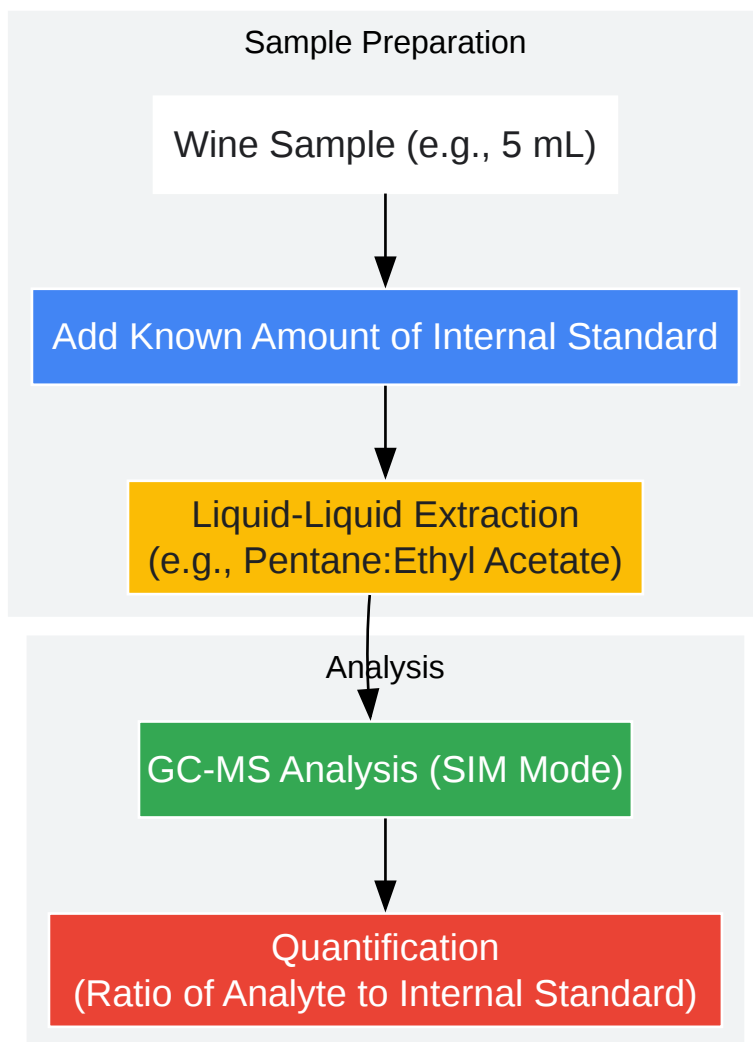 Sample Preparation
Wine Sample (e.g., 5 mL)
Add Known Amount of Internal Standard
Liquid-Liquid Extraction
(e.g., Pentane:Ethyl Acetate)
Analysis
GC-MS Analysis (SIM Mode)
Quantification
(Ratio of Analyte to Internal Standard)